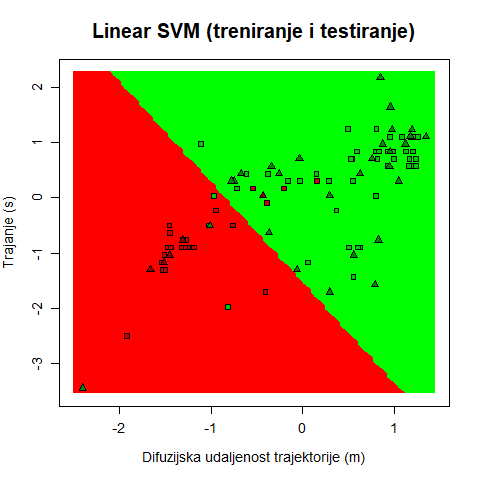 Linear SVM (treniranje i testiranje)
2
1
0
-1
-2
-3
Trajanje (s)
-2 -1 0 1
Difuzijska udaljenost trajektorije (m)